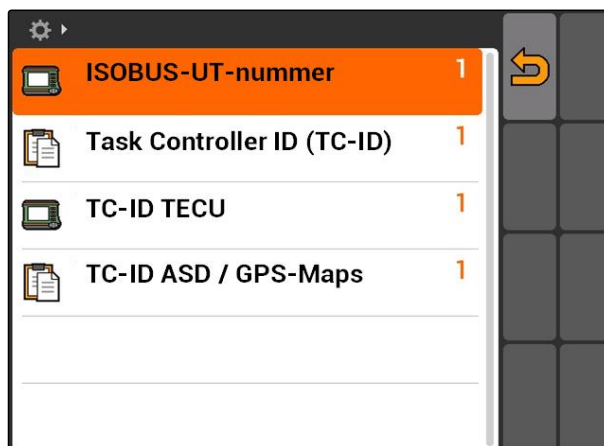 ISOBUS-UT-nummer 1
Task Controller ID (TC-ID) 1
TC-ID TECU 1
TC-ID ASD / GPS-Maps 1